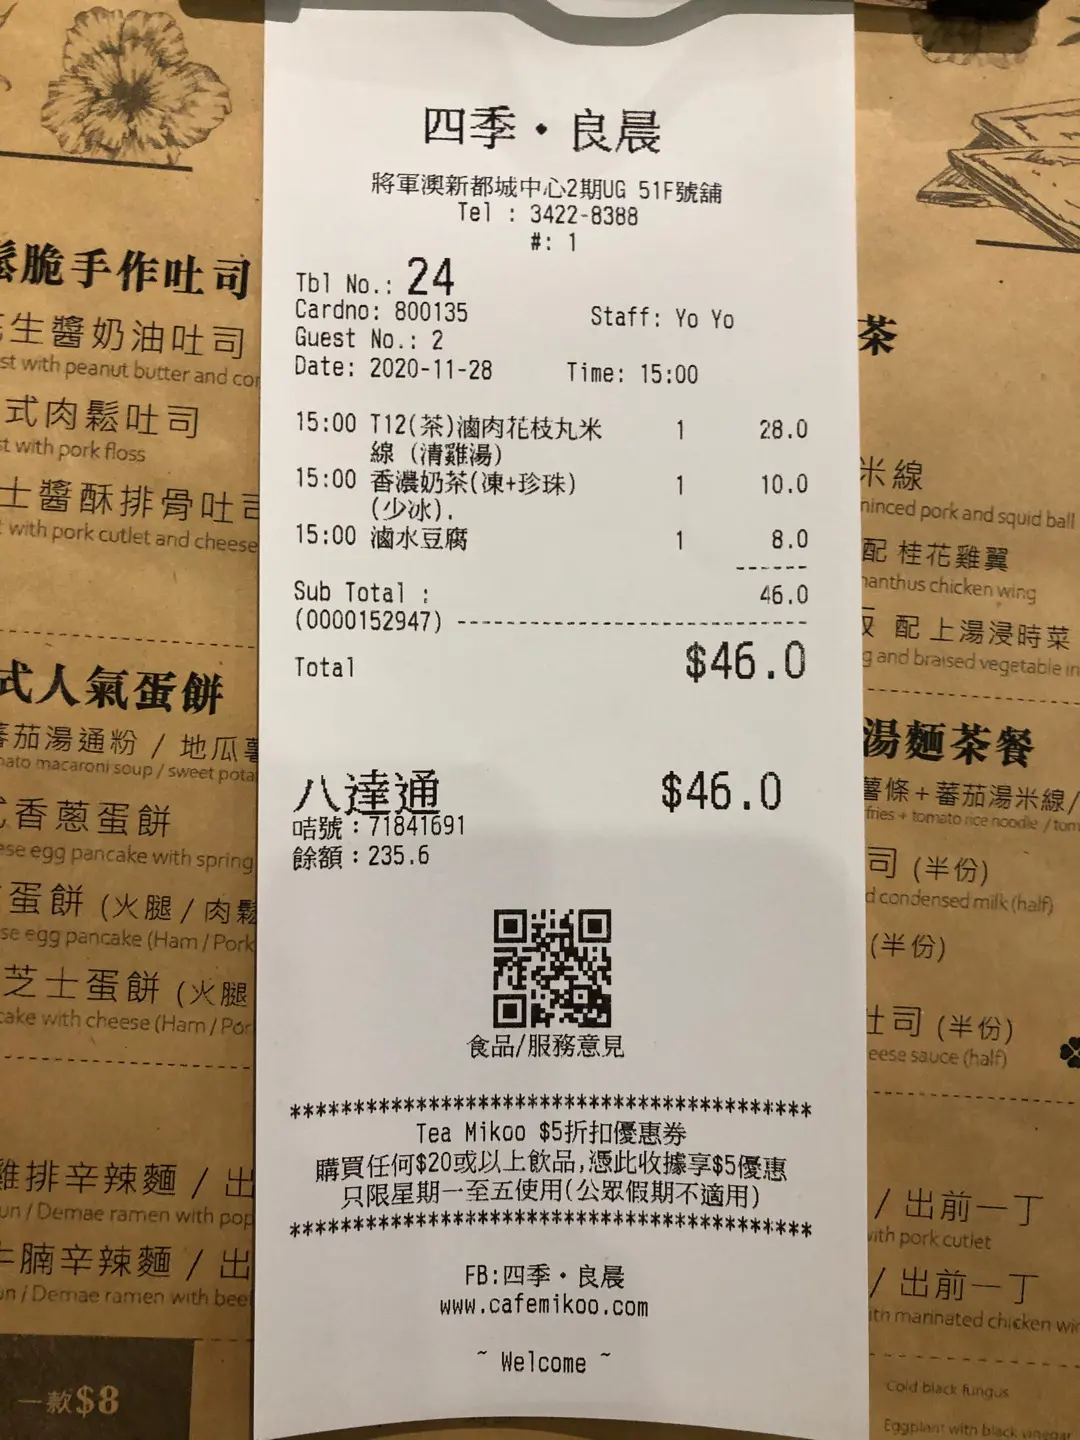 四季・良晨
將軍澳新都城中心2期UG 51F號舖
Tel : 3422-8388
#: 1
Tbl No.: 24
Cardno: 800135 Staff: Yo Yo
Guest No.: 2
Date: 2020-11-28 Time: 15:00
15:00 T12(茶)滷肉花枝丸米 1 28.0
線 (清雞湯)
15:00 香濃奶茶(凍+珍珠) 1 10.0
(少冰).
15:00 滷水豆腐 1 8.0
------
Sub Total : 46.0
(0000152947) ----------------------------
Total $46.0
八達通 $46.0
咭號：71841691
餘額：235.6
食品/服務意見
******************************************
Tea Mikoo $5折扣優惠券
購買任何$20或以上飲品,憑此收據享$5優惠
只限星期一至五使用(公眾假期不適用)
******************************************
FB:四季・良晨
www.cafemikoo.com
~ Welcome ~
鬆脆手作吐司
生醬奶油吐司
with peanut butter and
式肉鬆吐司
with pork floss
士醬酥排骨吐司
with pork cutlet and cheese
式人氣蛋餅
蕃茄湯通粉 / 地瓜
macaroni soup / sweet
香蔥蛋餅
egg pancake with spring
蛋餅 (火腿 / 肉鬆
egg pancake (Ham / Pork
芝士蛋餅 (火腿
with cheese (Ham / Por
雞排辛辣麵 / 出
/ Demae ramen with
腩辛辣麵 / 出
/ Demae ramen with beef
一款$8
茶
米線
minced pork and squid ball
配 桂花雞翼
chicken wing
配 上湯浸時菜
and braised vegetable in
湯麵茶餐
薯條+蕃茄湯米線/
fries + tomato rice noodle / tom
司 (半份)
condensed milk (half)
(半份)
吐司 (半份)
cheese sauce (half)
/ 出前一丁
with pork cutlet
/ 出前一丁
with marinated chicken
Cold black fungus
Eggplant with black vinegar